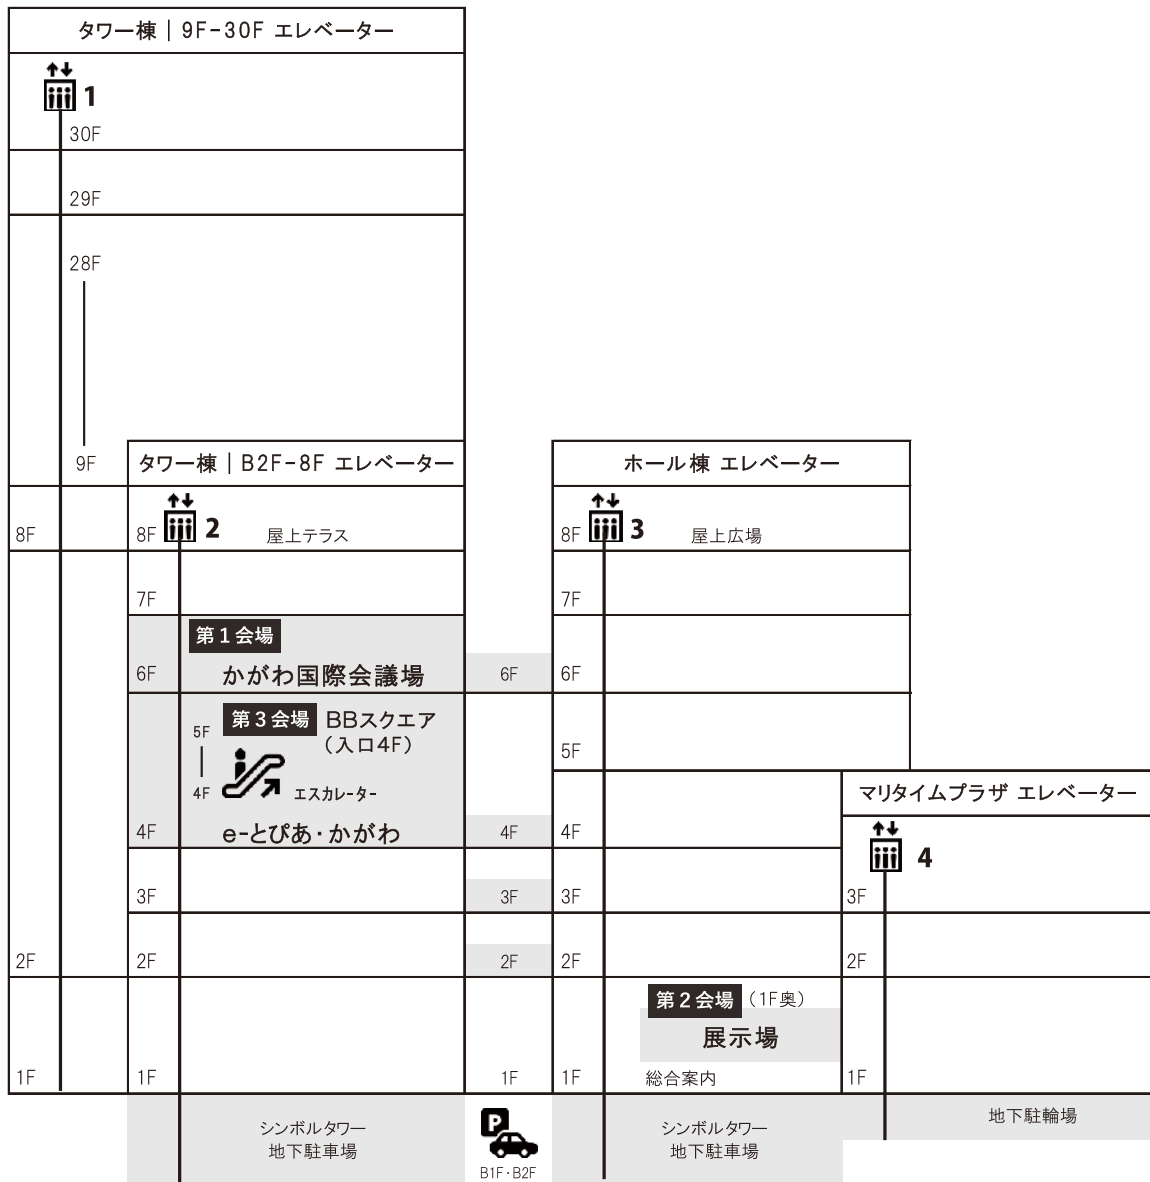 タワー棟｜9F-30F エレベーター
1
30F
29F
28F
9F
タワー棟｜B2F-8F エレベーター
ホール棟 エレベーター
8F
8F
2
屋上テラス
8F
3
屋上広場
7F
7F
第1会場
6F
かがわ国際会議場
6F
6F
5F
第3会場
BBスクエア
（入口4F）
5F
4F
エスカレーター
マリタイムプラザ エレベーター
4F
e-とぴあ・かがわ
4F
4F
4
3F
3F
3F
3F
2F
2F
2F
2F
2F
第2会場
（1F奥）
展示場
1F
1F
1F
1F
総合案内
1F
シンボルタワー
地下駐車場
P
B1F・B2F
シンボルタワー
地下駐車場
地下駐輪場